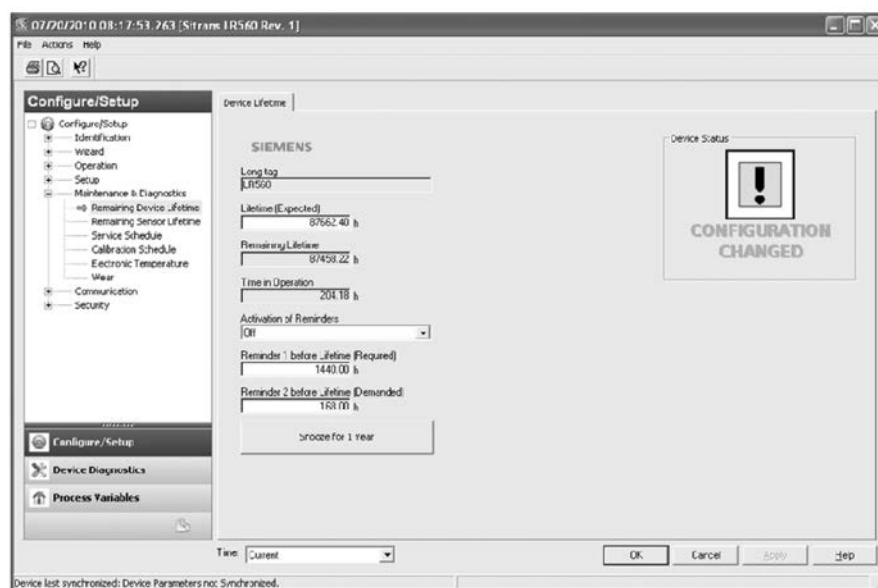 07/20/2010 08:17:53.263 [Sitrans LR560 Rev. 1]
File Actions Help
Configure/Setup
Configure/Setup
Identification
Wizard
Operation
Setup
Maintenance & Diagnostics
Remaining Device Lifetime
Remaining Sensor Lifetime
Service Schedule
Calibration Schedule
Electronic Temperature
Wear
Communication
Security
Configure/Setup
Device Diagnostics
Process Variables
Device Lifetime
SIEMENS
Long tag
LR560
Lifetime (Expected)
87662.40 h
Remaining Lifetime
87458.22 h
Time in Operation
204.18 h
Activation of Reminders
Off
Reminder 1 before Lifetime (Required)
1440.00 h
Reminder 2 before Lifetime (Demanded)
168.00 h
Snooze for 1 Year
Device Status
CONFIGURATION
CHANGED
Time: Current
OK Cancel Apply Help
Device last synchronized: Device Parameters not Synchronized.